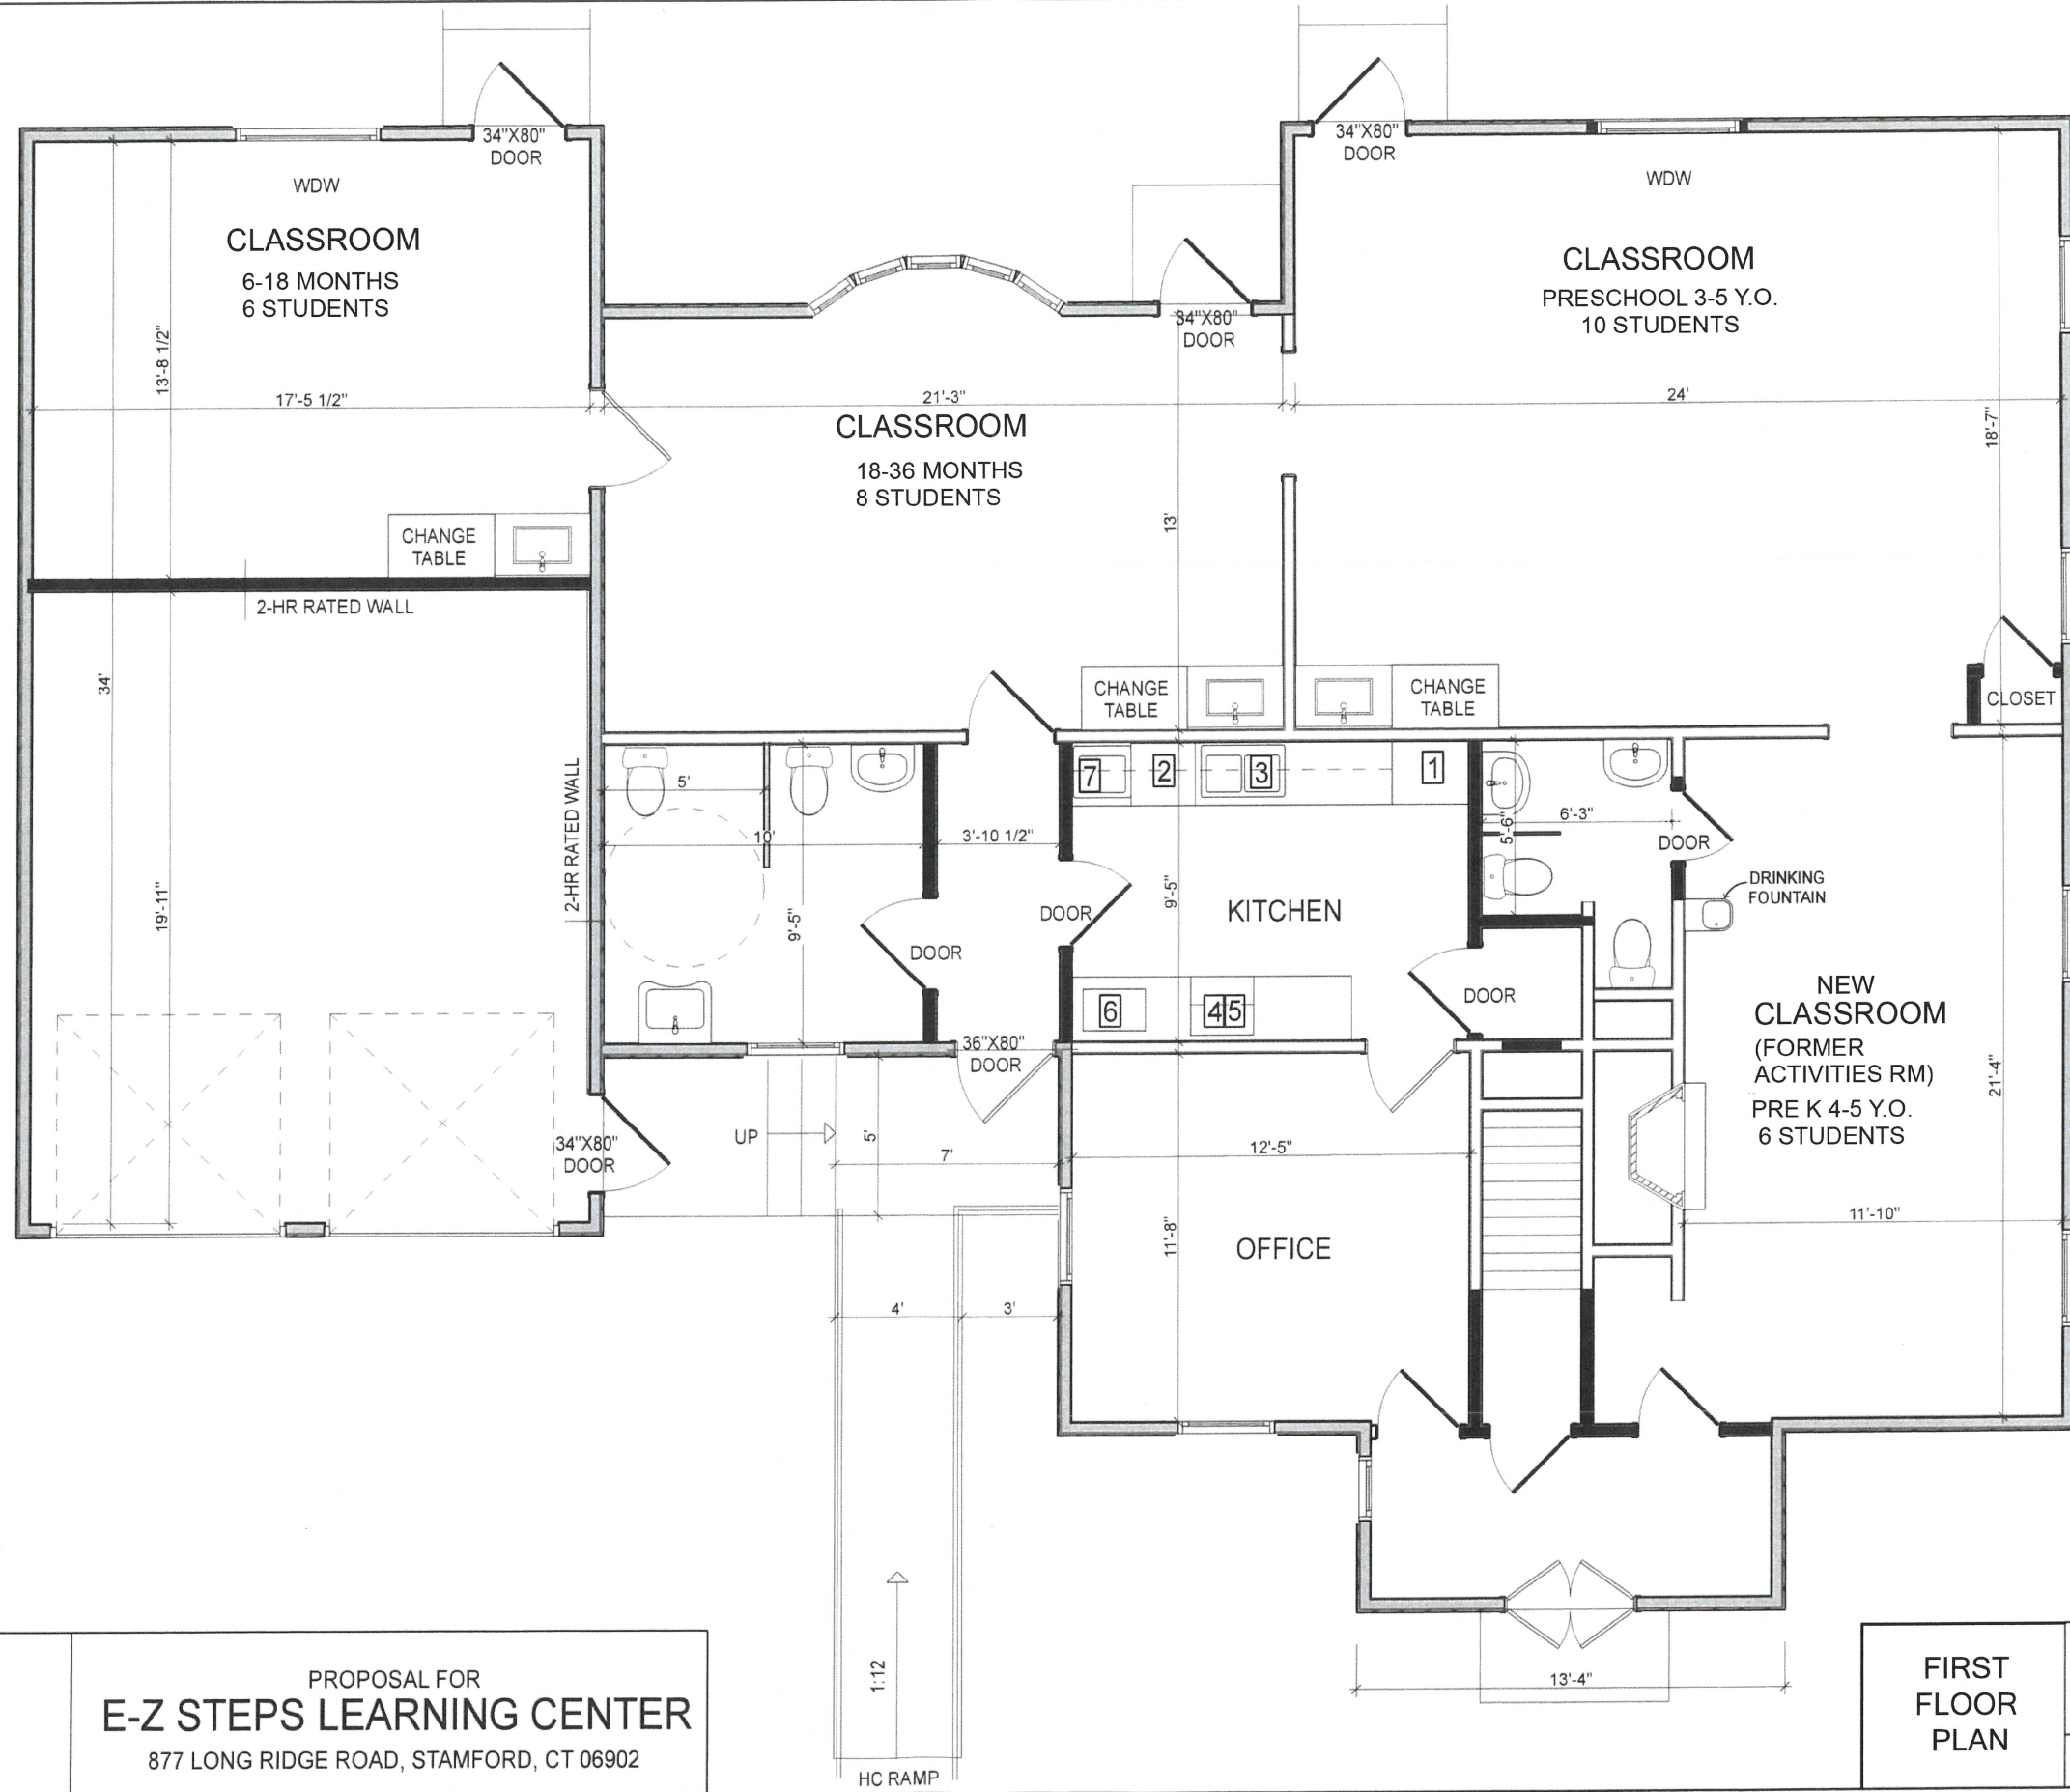 34"X80"
DOOR
34"X80"
DOOR
WDW
WDW
CLASSROOM
6-18 MONTHS
6 STUDENTS
CLASSROOM
PRESCHOOL 3-5 Y.O.
10 STUDENTS
34"X80"
DOOR
13'-8 1/2"
17'-5 1/2"
21'-3"
24'
18'-7"
CLASSROOM
18-36 MONTHS
8 STUDENTS
13'
CHANGE
TABLE
2-HR RATED WALL
34'
CHANGE
TABLE
CHANGE
TABLE
CLOSET
2-HR RATED WALL
5'
10'
9'-5"
3'-10 1/2"
7
2
3
1
5'-6"
6'-3"
DOOR
DRINKING
FOUNTAIN
19'-11"
DOOR
9'-5"
KITCHEN
DOOR
DOOR
6
4
5
NEW
CLASSROOM
(FORMER
ACTIVITIES RM)
PRE K 4-5 Y.O.
6 STUDENTS
21'-4"
36"X80"
DOOR
34"X80"
DOOR
UP
5'
7'
12'-5"
11'-8"
OFFICE
11'-10"
4'
3'
1:12
HC RAMP
13'-4"
PROPOSAL FOR
E-Z STEPS LEARNING CENTER
877 LONG RIDGE ROAD, STAMFORD, CT 06902
FIRST
FLOOR
PLAN